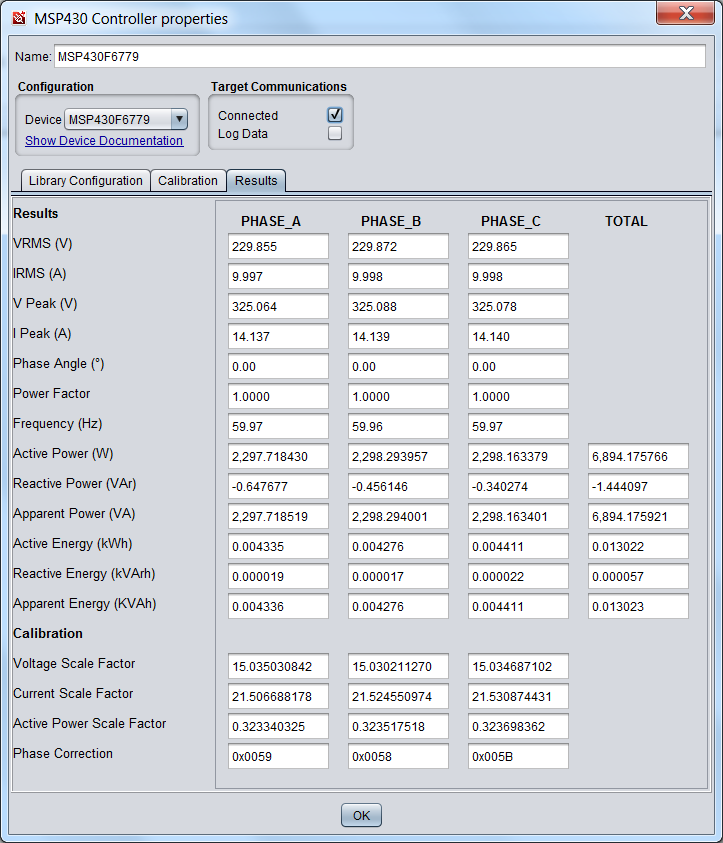 MSP430 Controller properties
Name: MSP430F6779
Configuration Target Communications
Device MSP430F6779 Connected
Show Device Documentation Log Data
Library Configuration Calibration Results
Results PHASE_A PHASE_B PHASE_C TOTAL
VRMS (V) 229.855 229.872 229.865
IRMS (A) 9.997 9.998 9.998
V Peak (V) 325.064 325.088 325.078
I Peak (A) 14.137 14.139 14.140
Phase Angle (°) 0.00 0.00 0.00
Power Factor 1.0000 1.0000 1.0000
Frequency (Hz) 59.97 59.96 59.97
Active Power (W) 2,297.718430 2,298.293957 2,298.163379 6,894.175766
Reactive Power (VAr) -0.647677 -0.456146 -0.340274 -1.444097
Apparent Power (VA) 2,297.718519 2,298.294001 2,298.163401 6,894.175921
Active Energy (kWh) 0.004335 0.004276 0.004411 0.013022
Reactive Energy (kVArh) 0.000019 0.000017 0.000022 0.000057
Apparent Energy (KVAh) 0.004336 0.004276 0.004411 0.013023
Calibration
Voltage Scale Factor 15.035030842 15.030211270 15.034687102
Current Scale Factor 21.506688178 21.524550974 21.530874431
Active Power Scale Factor 0.323340325 0.323517518 0.323698362
Phase Correction 0x0059 0x0058 0x005B
OK